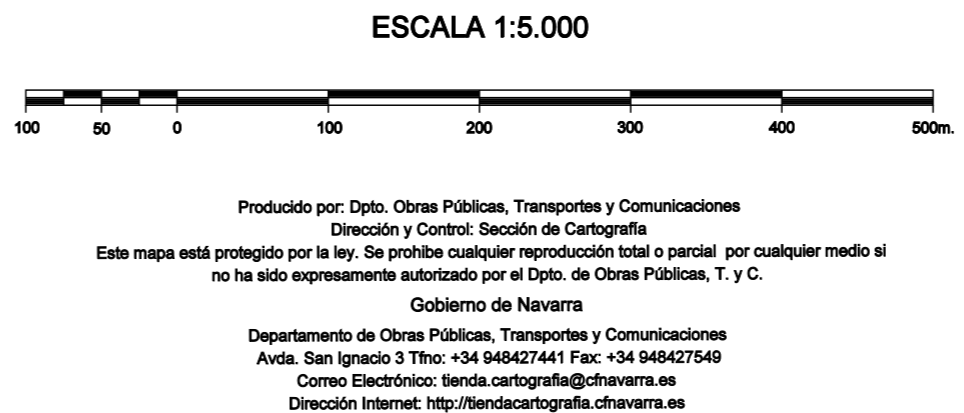 ESCALA 1:5.000
100 50 0 100 200 300 400 500m.
Producido por: Dpto. Obras Públicas, Transportes y Comunicaciones
Dirección y Control: Sección de Cartografía
Este mapa está protegido por la ley. Se prohibe cualquier reproducción total o parcial por cualquier medio si
no ha sido expresamente autorizado por el Dpto. de Obras Públicas, T. y C.
Gobierno de Navarra
Departamento de Obras Públicas, Transportes y Comunicaciones
Avda. San Ignacio 3 Tfno: +34 948427441 Fax: +34 948427549
Correo Electrónico: tienda.cartografia@cfnavarra.es
Dirección Internet: http://tiendacartografia.cfnavarra.es